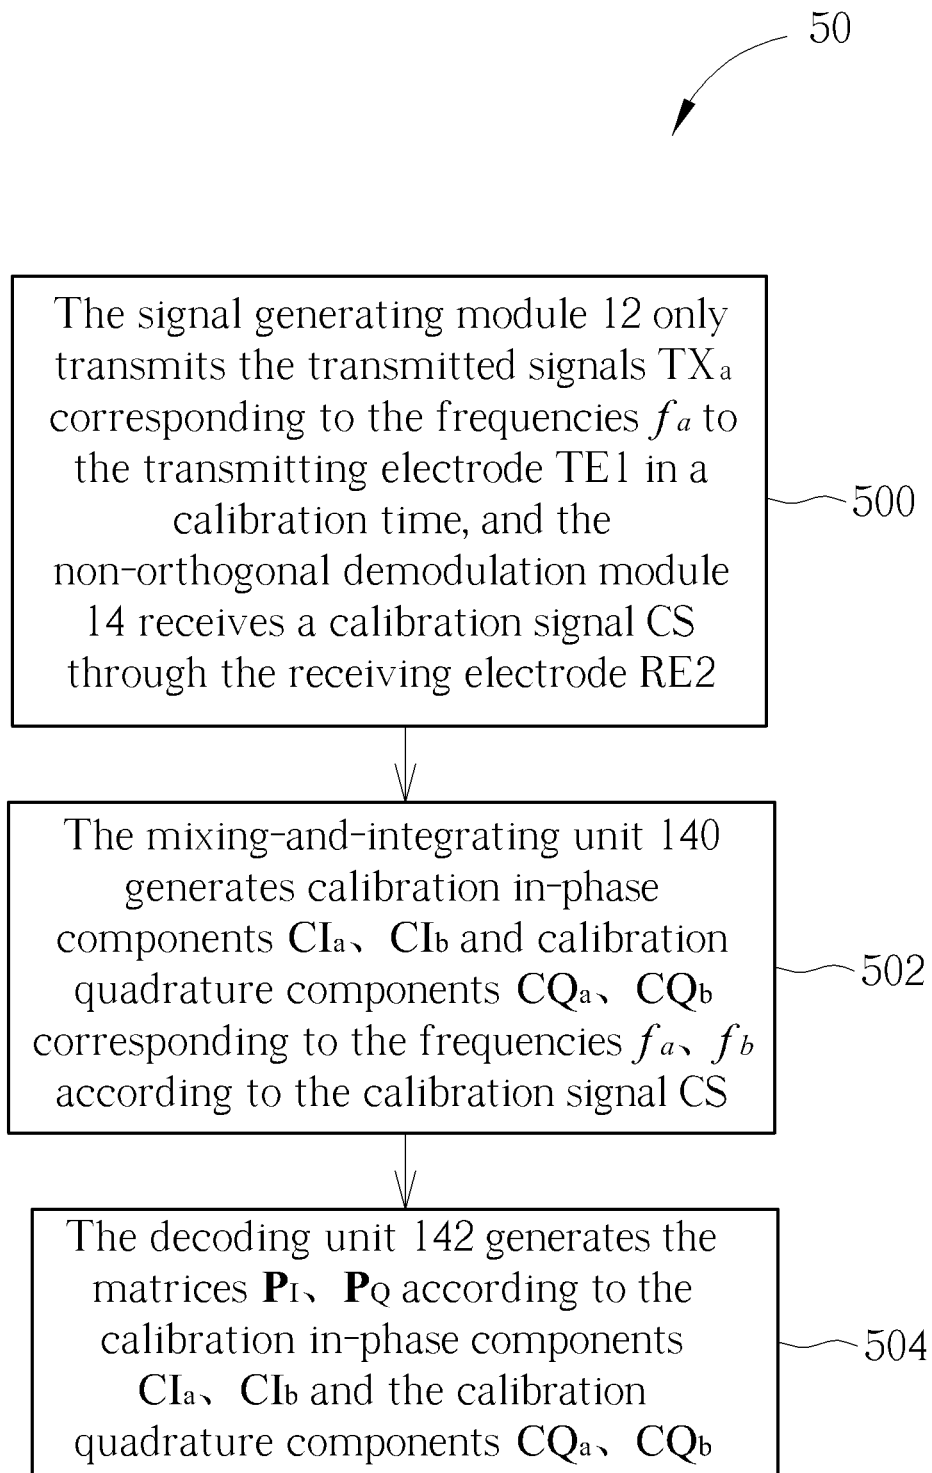 50
The signal generating module 12 only
transmits the transmitted signals TXa
corresponding to the frequencies fa to
the transmitting electrode TE1 in a
calibration time, and the
non-orthogonal demodulation module
14 receives a calibration signal CS
through the receiving electrode RE2
500
The mixing-and-integrating unit 140
generates calibration in-phase
components CIa、CIb and calibration
quadrature components CQa、CQb
corresponding to the frequencies fa、fb
according to the calibration signal CS
502
The decoding unit 142 generates the
matrices PI、PQ according to the
calibration in-phase components
CIa、CIb and the calibration
quadrature components CQa、CQb
504